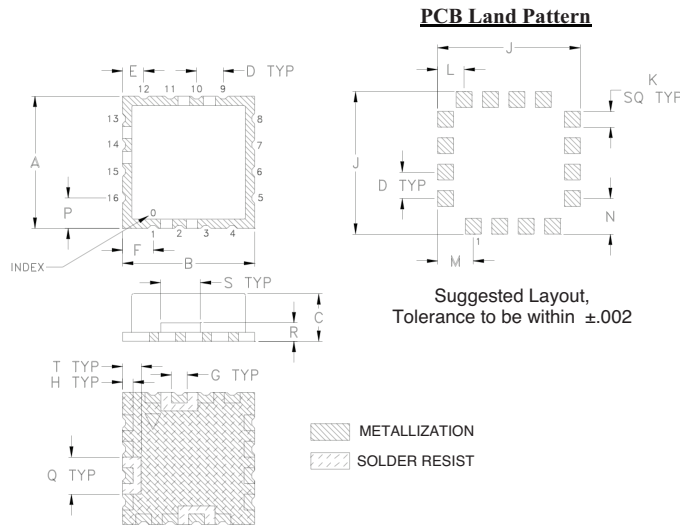 PCB Land Pattern
E
D TYP
12 11 10 9
13
14
15
16
8
7
6
5
A
P
0
1 2 3 4
F
B
INDEX
J
L
K
SQ TYP
J
D TYP
N
1
M
Suggested Layout,
Tolerance to be within ±.002
S TYP
R
C
T TYP
H TYP
G TYP
Q TYP
METALLIZATION
SOLDER RESIST